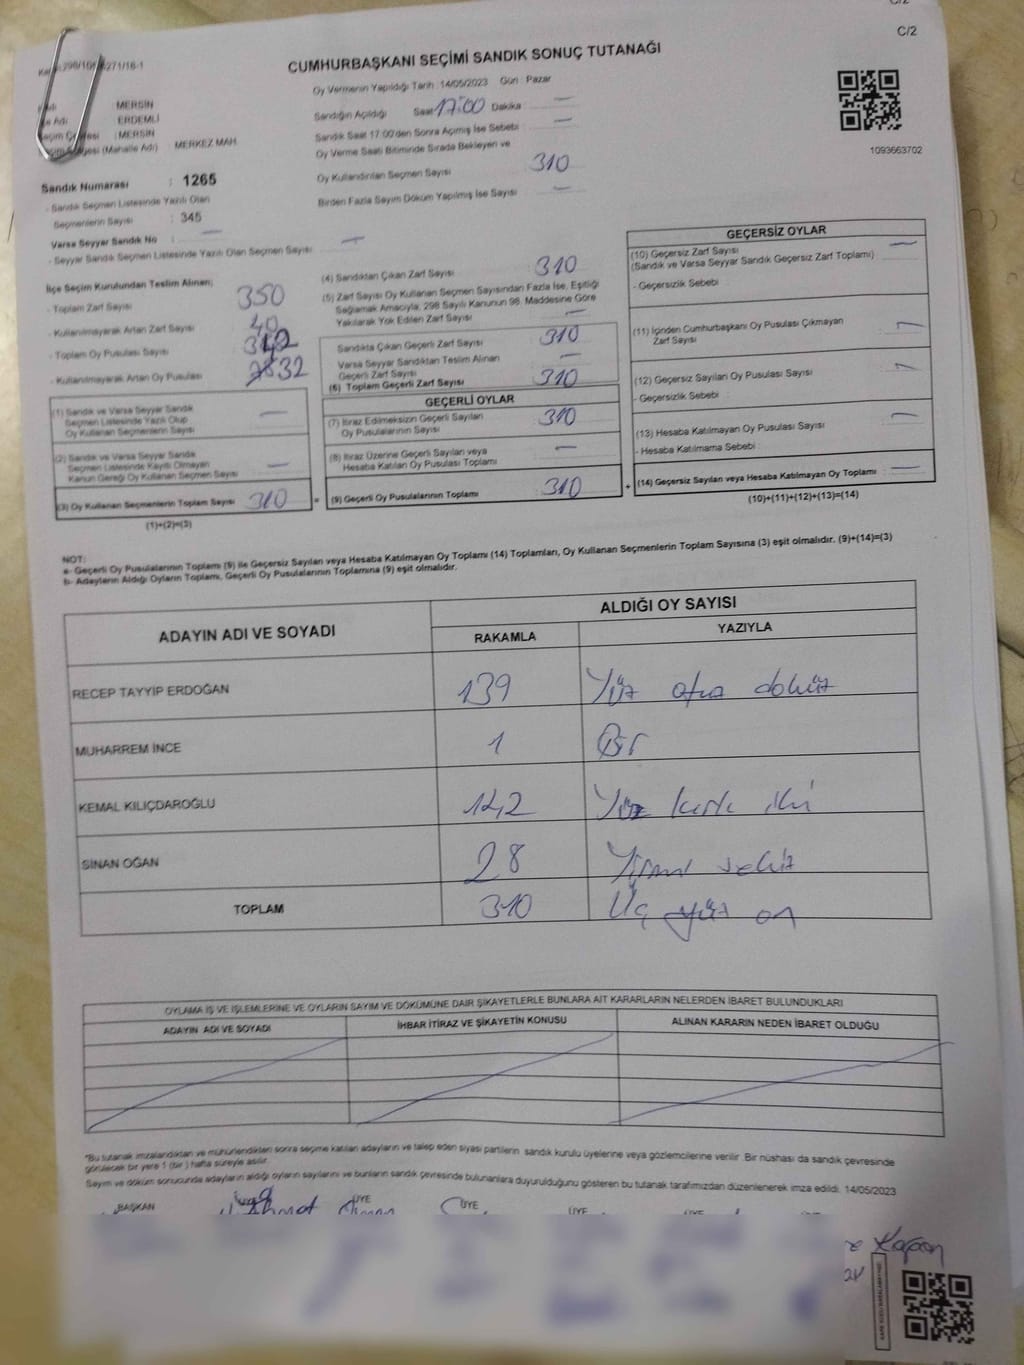 C/2
C/2
CUMHURBAŞKANI SEÇİMİ SANDIK SONUÇ TUTANAĞI
Oy Vermenin Yapıldığı Tarih : 14/05/2023 Gün : Pazar
MERSİN
Adı : ERDEMLİ
: MERSİN
(Mahalle Adı) : MERKEZ MAH.
Sandığın Açıldığı Saat 17:00 Dakika : —
Sandık Saat 17:00'den Sonra Açımış İse Sebebi : —
Oy Verme Saati Bitiminde Sırada Bekleyen ve
Oy Kullandırılan Seçmen Sayısı : 310
Birden Fazla Sayım Döküm Yapılmış İse Sayısı : —
1093663702
Sandık Numarası : 1265
- Sandık Seçmen Listesinde Yazılı Olan
Seçmenlerin Sayısı : 345
Varsa Seyyar Sandık No : —
- Seyyar Sandık Seçmen Listesinde Yazılı Olan Seçmen Sayısı : —
İlçe Seçim Kurulundan Teslim Alınan;
- Toplam Zarf Sayısı : 350
- Kullanılmayarak Artan Zarf Sayısı : 40
- Toplam Oy Pusulası Sayısı : 342
- Kullanılmayarak Artan Oy Pusulası : 32
(1) Sandık ve Varsa Seyyar Sandık
Seçmen Listesinde Yazılı Olup
Oy Kullanan Seçmenlerin Sayısı : —
(2) Sandık ve Varsa Seyyar Sandık
Seçmen Listesinde Kayıtlı Olmayan
Kanun Gereği Oy Kullanan Seçmen Sayısı : —
(3) Oy Kullanan Seçmenlerin Toplam Sayısı : 310
(1)+(2)=(3)
(4) Sandıktan Çıkan Zarf Sayısı : 310
(5) Zarf Sayısı Oy Kullanan Seçmen Sayısından Fazla İse, Eşitliği
Sağlamak Amacıyla, 298 Sayılı Kanunun 98. Maddesine Göre
Yakılarak Yok Edilen Zarf Sayısı : —
Sandıkta Çıkan Geçerli Zarf Sayısı : 310
Varsa Seyyar Sandıktan Teslim Alınan
Geçerli Zarf Sayısı : —
(6) Toplam Geçerli Zarf Sayısı : 310
GEÇERLİ OYLAR
(7) İtiraz Edilmeksizin Geçerli Sayılan
Oy Pusulalarının Sayısı : 310
(8) İtiraz Üzerine Geçerli Sayılan veya
Hesaba Katılan Oy Pusulası Toplamı : —
= (9) Geçerli Oy Pusulalarının Toplamı : 310
GEÇERSİZ OYLAR
(10) Geçersiz Zarf Sayısı : —
(Sandık ve Varsa Seyyar Sandık Geçersiz Zarf Toplamı)
- Geçersizlik Sebebi :
(11) İçinden Cumhurbaşkanı Oy Pusulası Çıkmayan
Zarf Sayısı : —
(12) Geçersiz Sayılan Oy Pusulası Sayısı : —
- Geçersizlik Sebebi :
(13) Hesaba Katılmayan Oy Pusulası Sayısı : —
- Hesaba Katılmama Sebebi :
+ (14) Geçersiz Sayılan veya Hesaba Katılmayan Oy Toplamı : —
(10)+(11)+(12)+(13)=(14)
NOT:
a- Geçerli Oy Pusulalarının Toplamı (9) ile Geçersiz Sayılan veya Hesaba Katılmayan Oy Toplamı (14) Toplamları, Oy Kullanan Seçmenlerin Toplam Sayısına (3) eşit olmalıdır. (9)+(14)=(3)
b- Adayların Aldığı Oyların Toplamı, Geçerli Oy Pusulalarının Toplamına (9) eşit olmalıdır.
ADAYIN ADI VE SOYADI
ALDIĞI OY SAYISI
RAKAMLA YAZIYLA
RECEP TAYYİP ERDOĞAN 139 Yüz otuz dokuz
MUHARREM İNCE 1 Bir
KEMAL KILIÇDAROĞLU 142 Yüz kırk iki
SİNAN OĞAN 28 Yirmi sekiz
TOPLAM 310 Üç yüz on
OYLAMA İŞ VE İŞLEMLERİNE VE OYLARIN SAYIM VE DÖKÜMÜNE DAİR ŞİKAYETLERLE BUNLARA AİT KARARLARIN NELERDEN İBARET BULUNDUKLARI
ADAYIN ADI VE SOYADI İHBAR İTİRAZ VE ŞİKAYETİN KONUSU ALINAN KARARIN NEDEN İBARET OLDUĞU
*Bu tutanak imzalandıktan ve mühürlendikten sonra seçime katılan adayların ve talep eden siyasi partilerin sandık kurulu üyelerine veya gözlemcilerine verilir. Bir nüshası da sandık çevresinde
görülecek bir yere 1 (bir) hafta süreyle asılır.
Sayım ve döküm sonucunda adayların aldığı oyların sayılarını ve bunların sandık çevresinde bulunanlara duyurulduğunu gösteren bu tutanak tarafımızdan düzenlenerek imza edildi. 14/05/2023
BAŞKAN ÜYE ÜYE ÜYE ÜYE